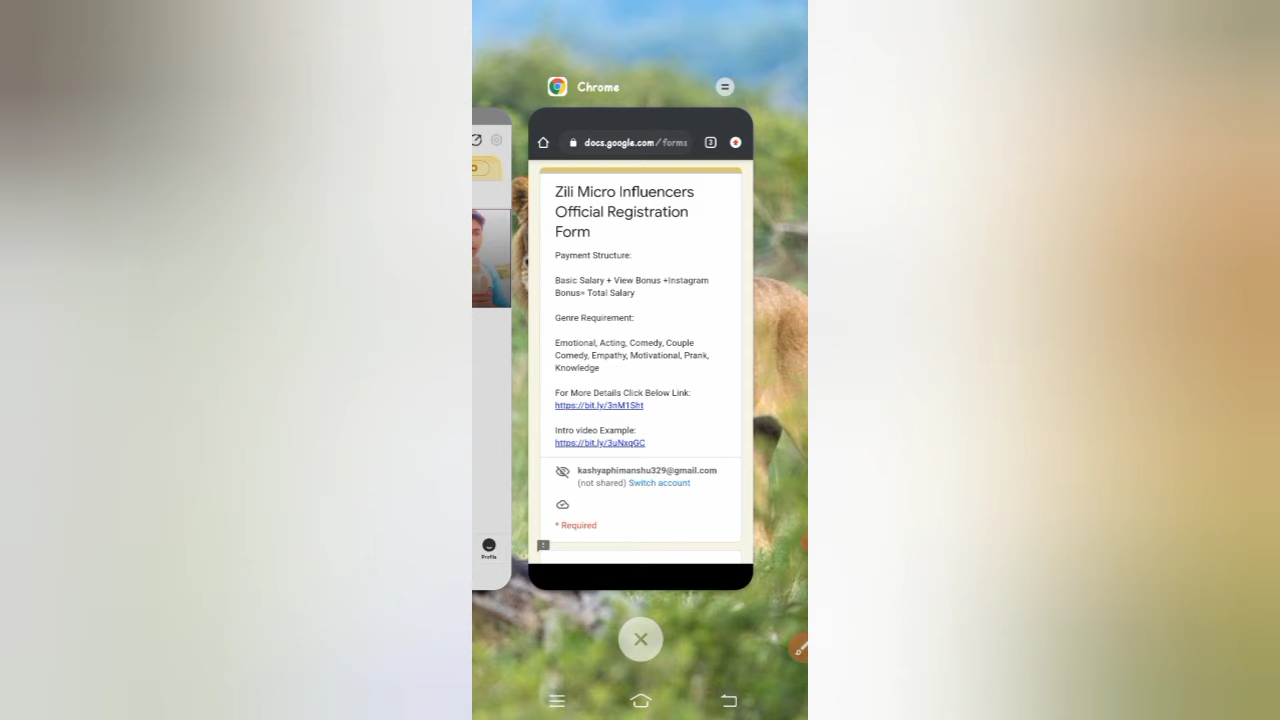 Chrome
docs.google.com/forms
3
Zili Micro Influencers
Official Registration
Form
Payment Structure:
Basic Salary + View Bonus +Instagram
Bonus= Total Salary
Genre Requirement:
Emotional, Acting, Comedy, Couple
Comedy, Empathy, Motivational, Prank,
Knowledge
For More Details Click Below Link:
https://bit.ly/3nM1Sht
Intro video Example:
https://bit.ly/3uNxqGC
kashyaphimanshu329@gmail.com
(not shared) Switch account
* Required
Profile